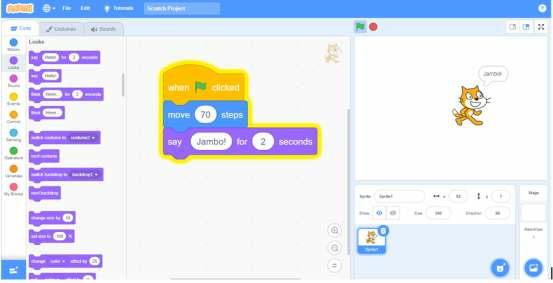 SCRATCH
File
Edit
Tutorials
Scratch Project
Code
Costumes
Sounds
Motion
Looks
Sound
Events
Control
Sensing
Operators
Variables
My Blocks
Looks
say Hello! for 2 seconds
say Hello!
think Hmm... for 2 seconds
think Hmm...
switch costume to costume1
next costume
switch backdrop to backdrop1
next backdrop
change size by 10
set size to 100 %
change color effect by 25
when clicked
move 70 steps
say Jambo! for 2 seconds
Jambo!
Sprite
Sprite1
x
y
Show
Size
100
Direction
90
Sprite1
Stage
Backdrops
1